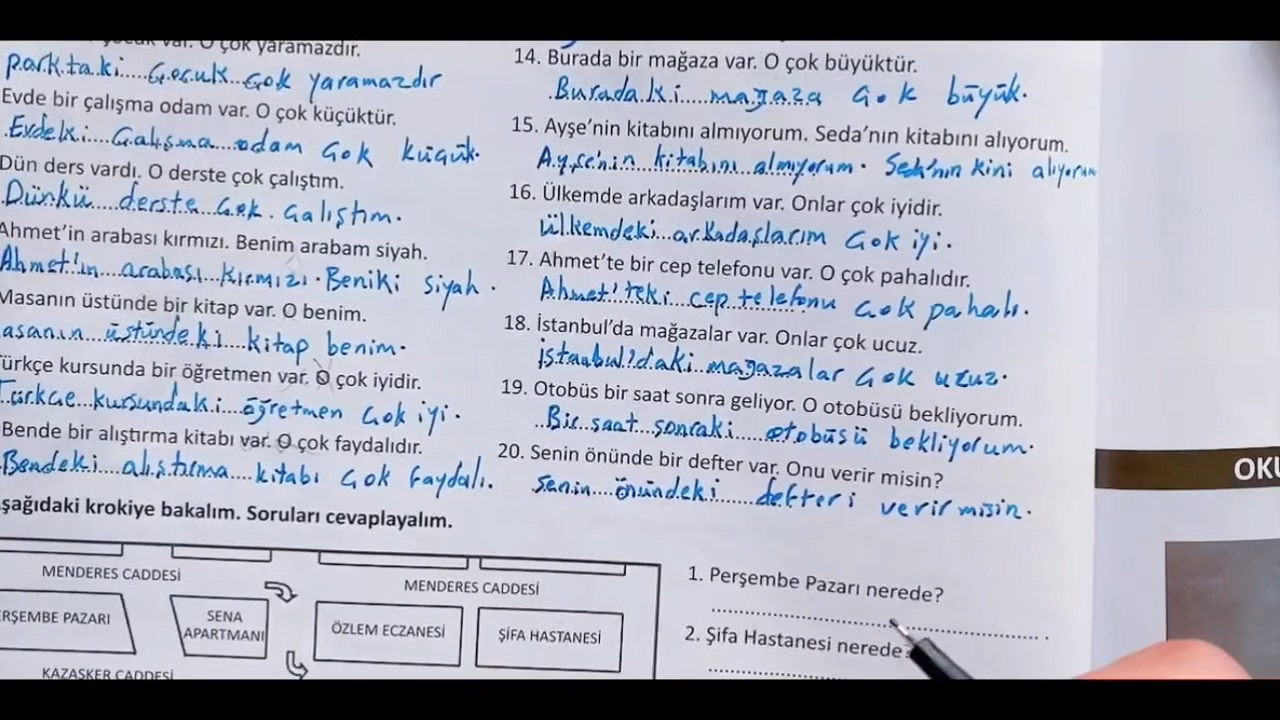 çocuk var. O çok yaramazdır.
parktaki çocuk çok yaramazdır
Evde bir çalışma odam var. O çok küçüktür.
Evdeki çalışma odam çok küçük.
Dün ders vardı. O derste çok çalıştım.
Dünkü derste çok çalıştım.
Ahmet'in arabası kırmızı. Benim arabam siyah.
Ahmet'in arabası kırmızı. Beniki siyah.
Masanın üstünde bir kitap var. O benim.
asanın üstündeki kitap benim.
ürkçe kursunda bir öğretmen var. O çok iyidir.
Türkçe kursundaki öğretmen çok iyi.
Bende bir alıştırma kitabı var. O çok faydalıdır.
Bendeki alıştırma kitabı çok faydalı.
14. Burada bir mağaza var. O çok büyüktür.
Buradaki mağaza çok büyük.
15. Ayşe'nin kitabını almıyorum. Seda'nın kitabını alıyorum.
Ayşe'nin kitabını almıyorum. Seda'nın kini alıyorum
16. Ülkemde arkadaşlarım var. Onlar çok iyidir.
ülkemdeki arkadaşlarım çok iyi.
17. Ahmet'te bir cep telefonu var. O çok pahalıdır.
Ahmet'teki cep telefonu çok pahalı.
18. İstanbul'da mağazalar var. Onlar çok ucuz.
istanbul'daki mağazalar çok ucuz.
19. Otobüs bir saat sonra geliyor. O otobüsü bekliyorum.
Bir saat sonraki otobüsü bekliyorum.
20. Senin önünde bir defter var. Onu verir misin?
senin önündeki defteri verir misin.
şağıdaki krokiye bakalım. Soruları cevaplayalım.
MENDERES CADDESİ
MENDERES CADDESİ
ERŞEMBE PAZARI
SENA
APARTMANI
ÖZLEM ECZANESİ
ŞİFA HASTANESİ
KAZASKER CADDESİ
1. Perşembe Pazarı nerede?
2. Şifa Hastanesi nerede?
OKU